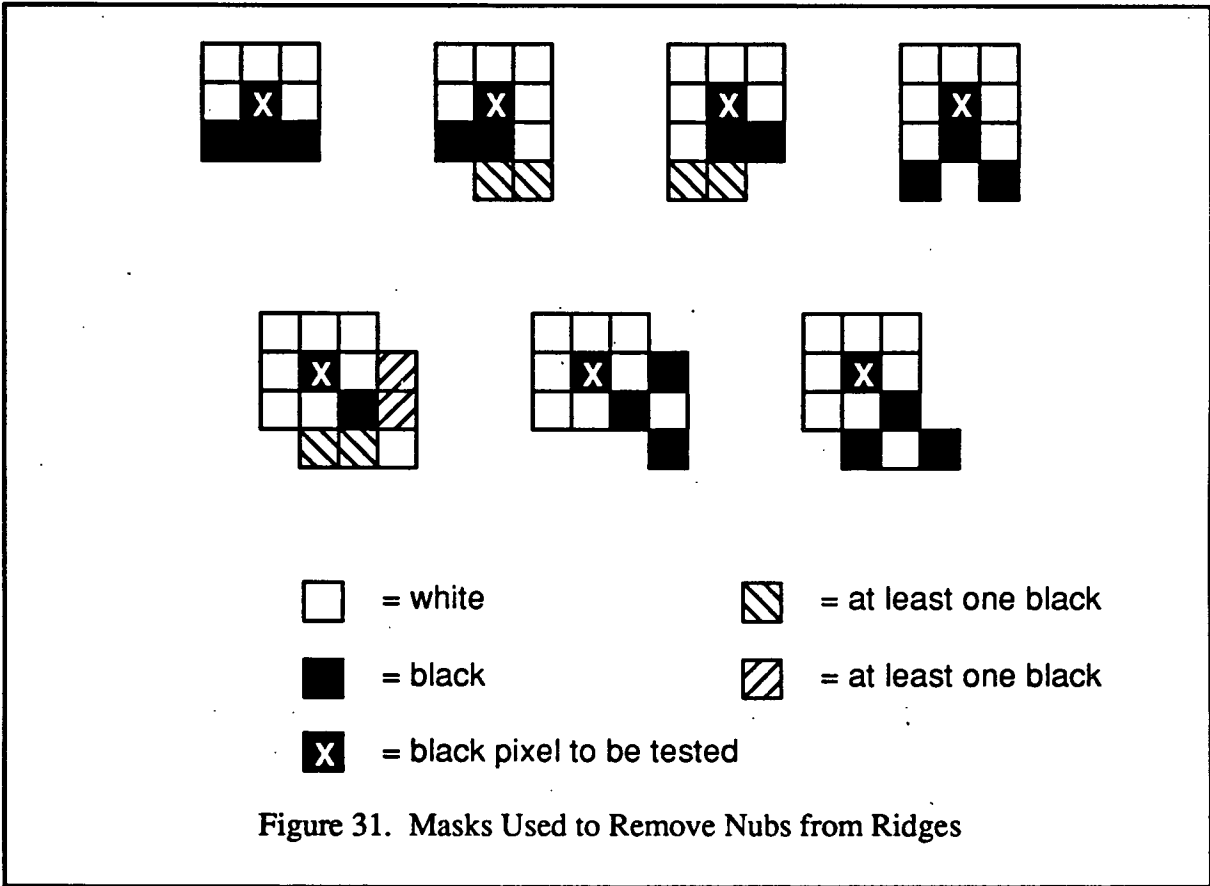 X X X X
X X X
= white = at least one black
= black = at least one black
X = black pixel to be tested
Figure 31. Masks Used to Remove Nubs from Ridges